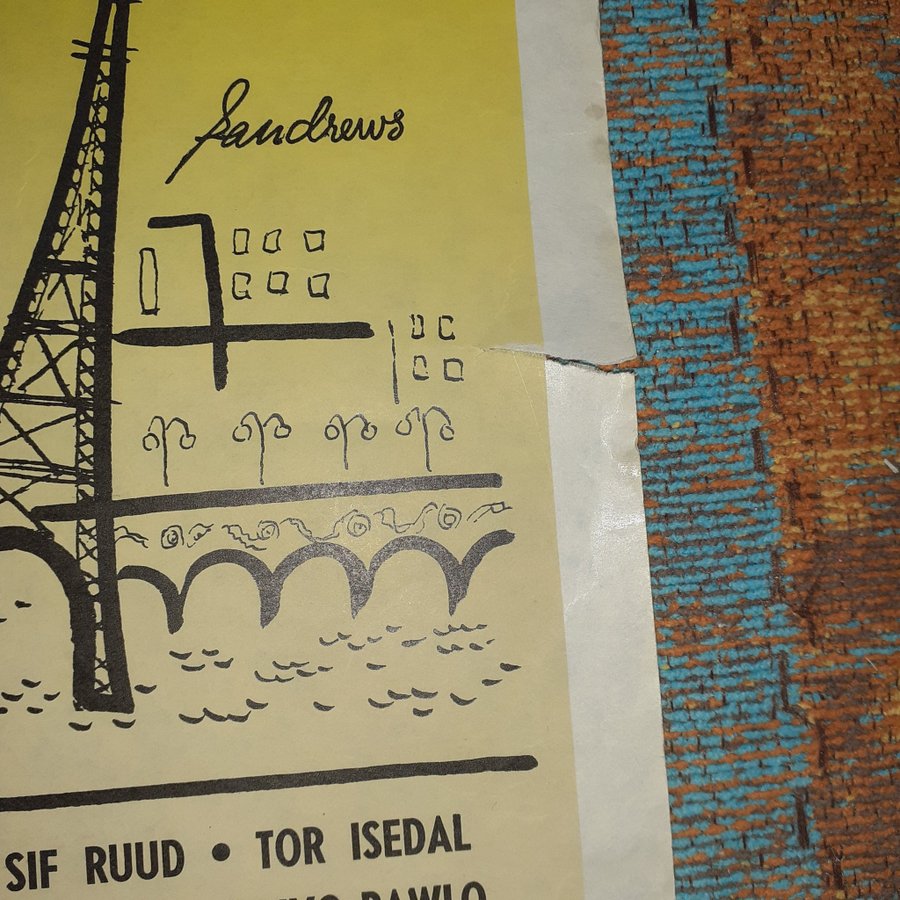 Sandrews
SIF RUUD • TOR ISEDAL